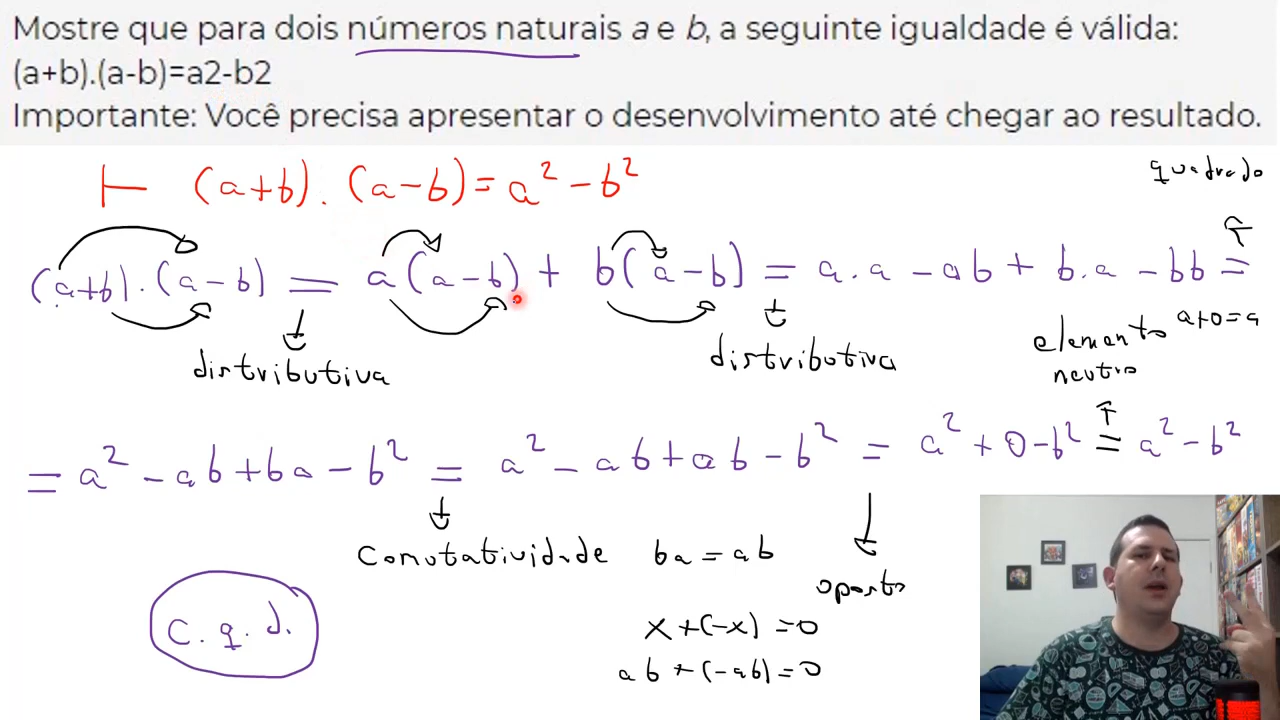 Mostre que para dois números naturais a e b, a seguinte igualdade é válida:
(a+b).(a-b)=a2-b2
Importante: Você precisa apresentar o desenvolvimento até chegar ao resultado.
⊢ (a+b).(a-b)=a²-b²
quadrado
(a+b).(a-b) = a(a-b) + b(a-b) = a.a - ab + b.a - bb =
distributiva
distributiva
elemento neutro a+0=a
= a² - ab + ba - b² = a² - ab + ab - b² = a² + 0 - b² = a² - b²
Comutatividade ba = ab
oposto
x+(-x) = 0
ab+(-ab)=0
c.q.d.